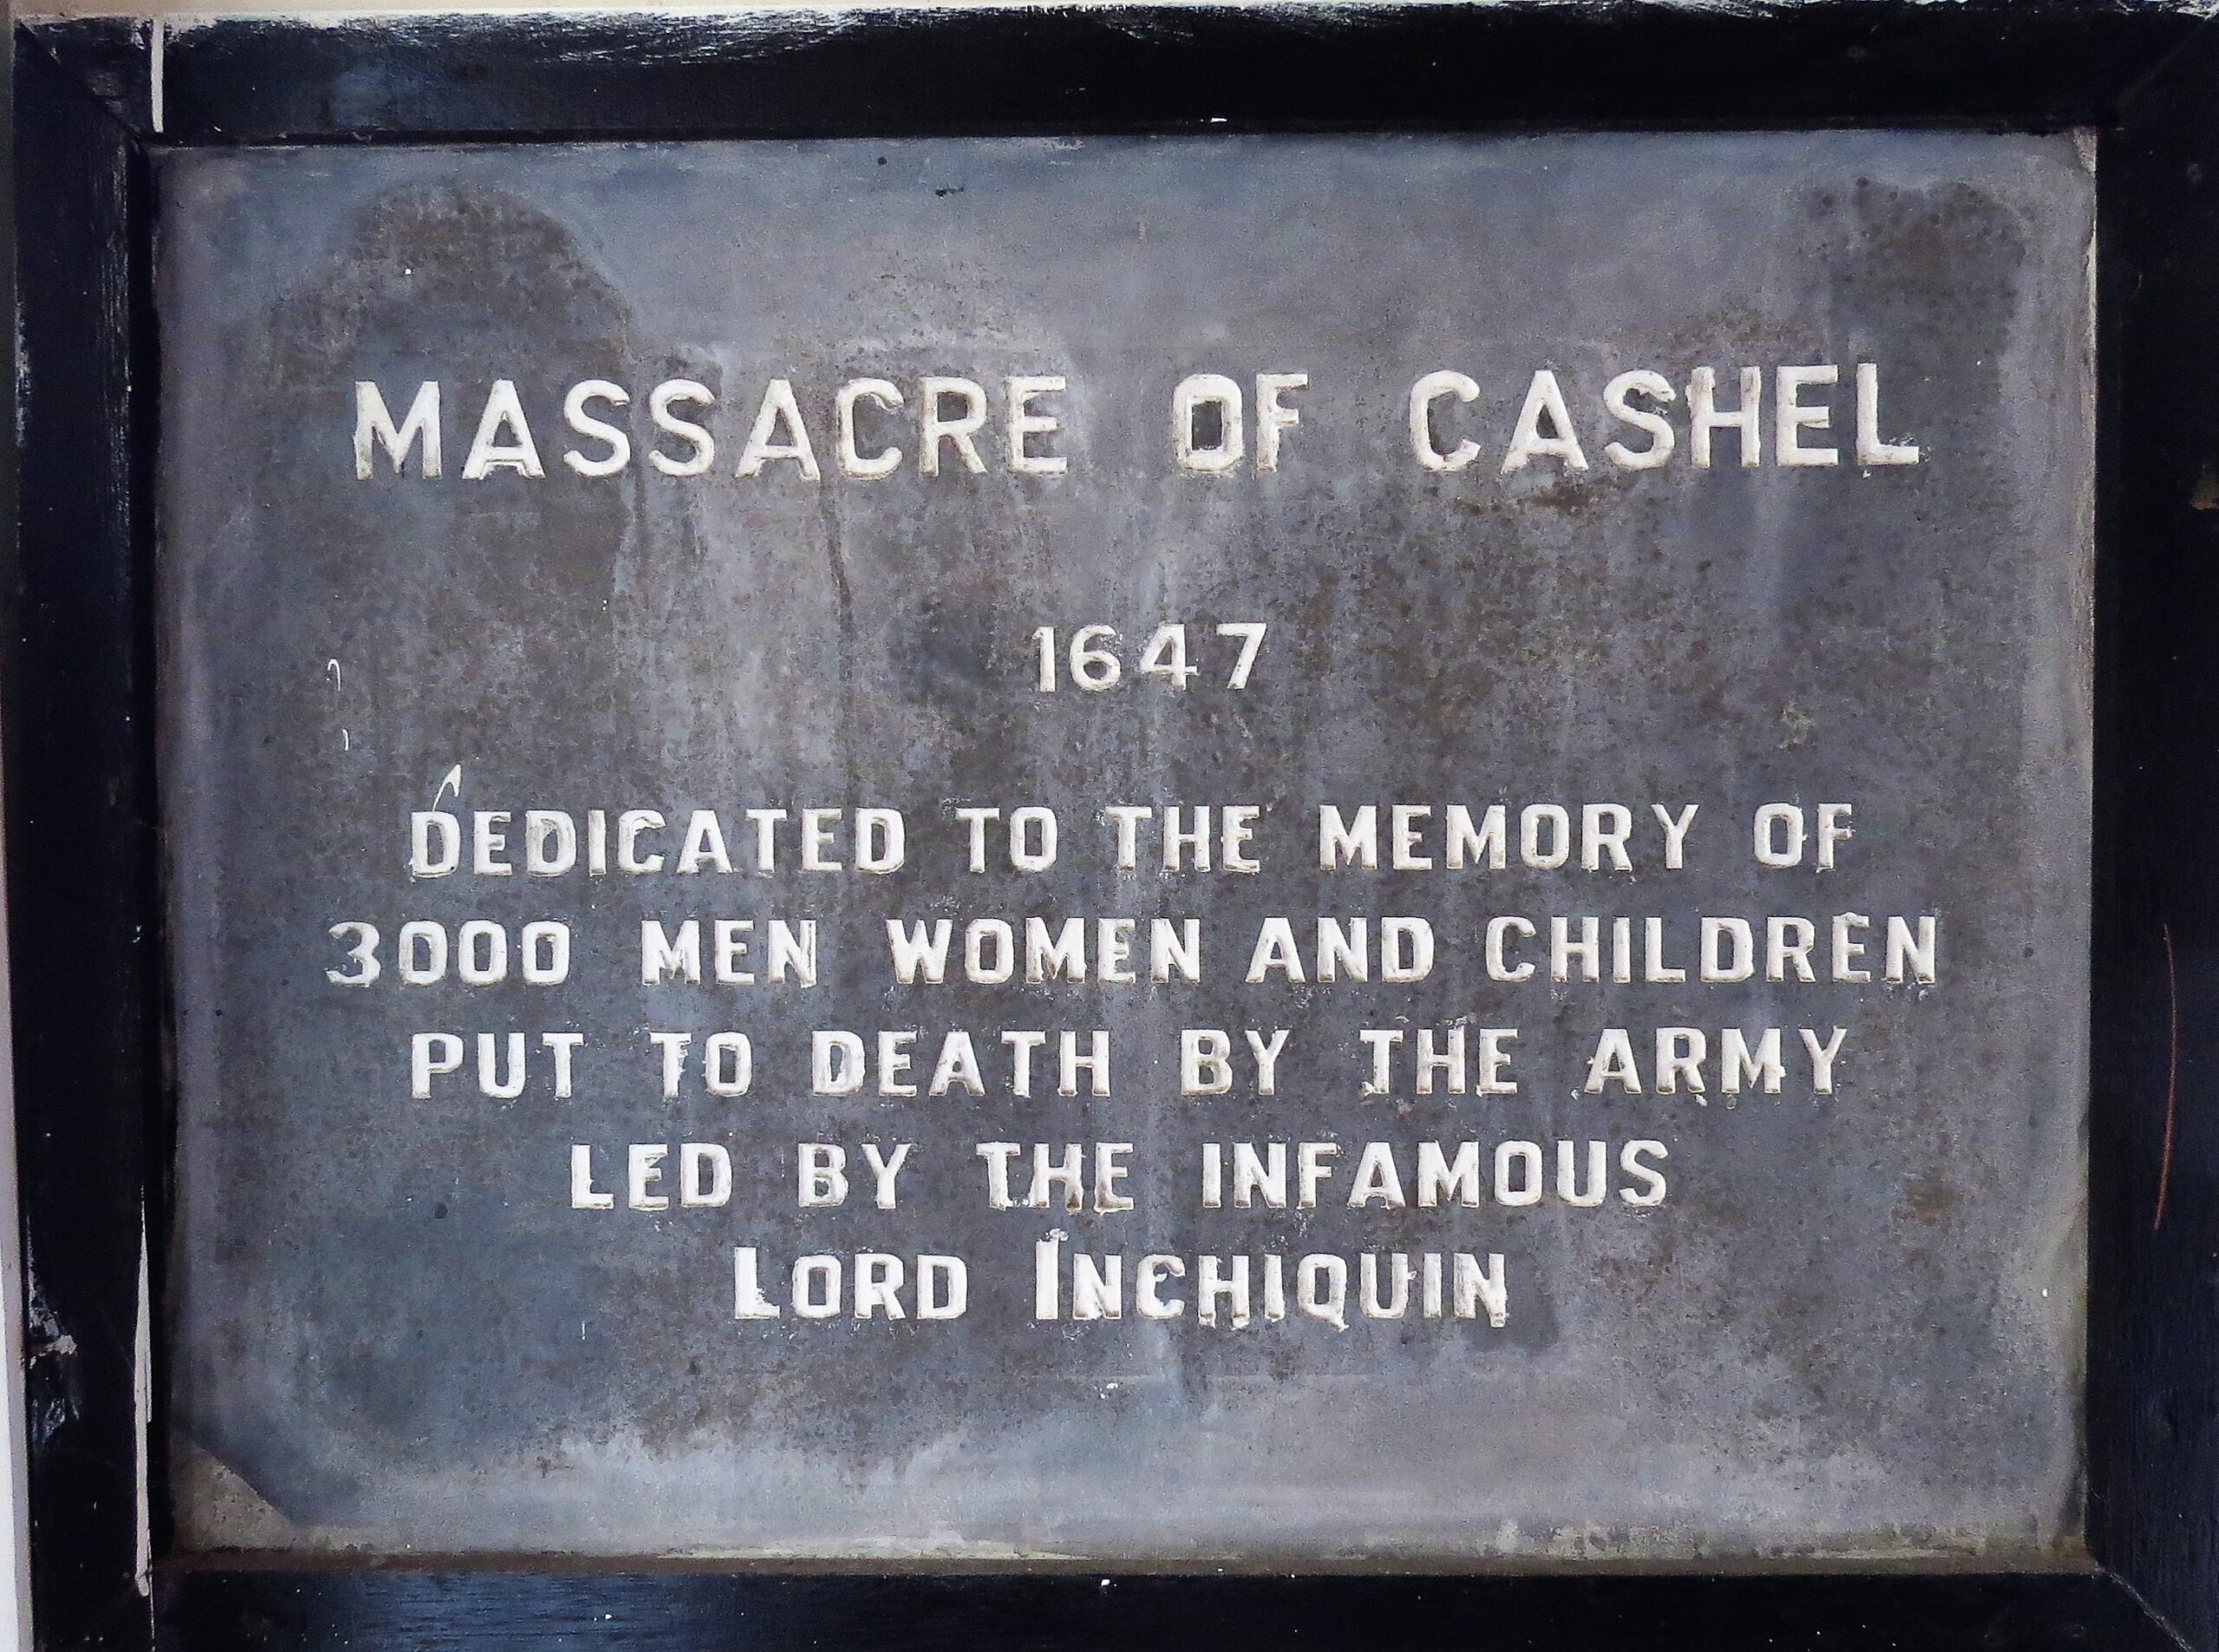 MASSACRE OF CASHEL
1647
DEDICATED TO THE MEMORY OF
3000 MEN WOMEN AND CHILDREN
PUT TO DEATH BY THE ARMY
LED BY THE INFAMOUS
LORD INCHIQUIN